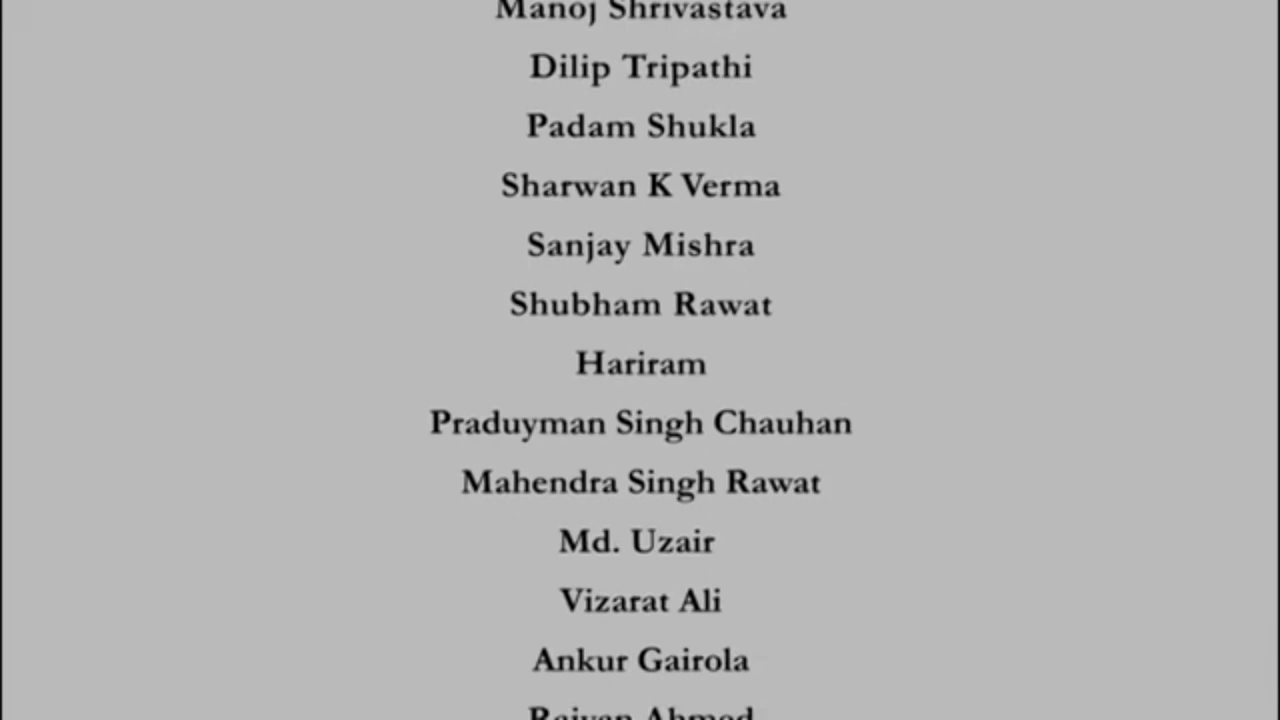 Manoj Shrivastava
Dilip Tripathi
Padam Shukla
Sharwan K Verma
Sanjay Mishra
Shubham Rawat
Hariram
Praduyman Singh Chauhan
Mahendra Singh Rawat
Md. Uzair
Vizarat Ali
Ankur Gairola
Ahmed